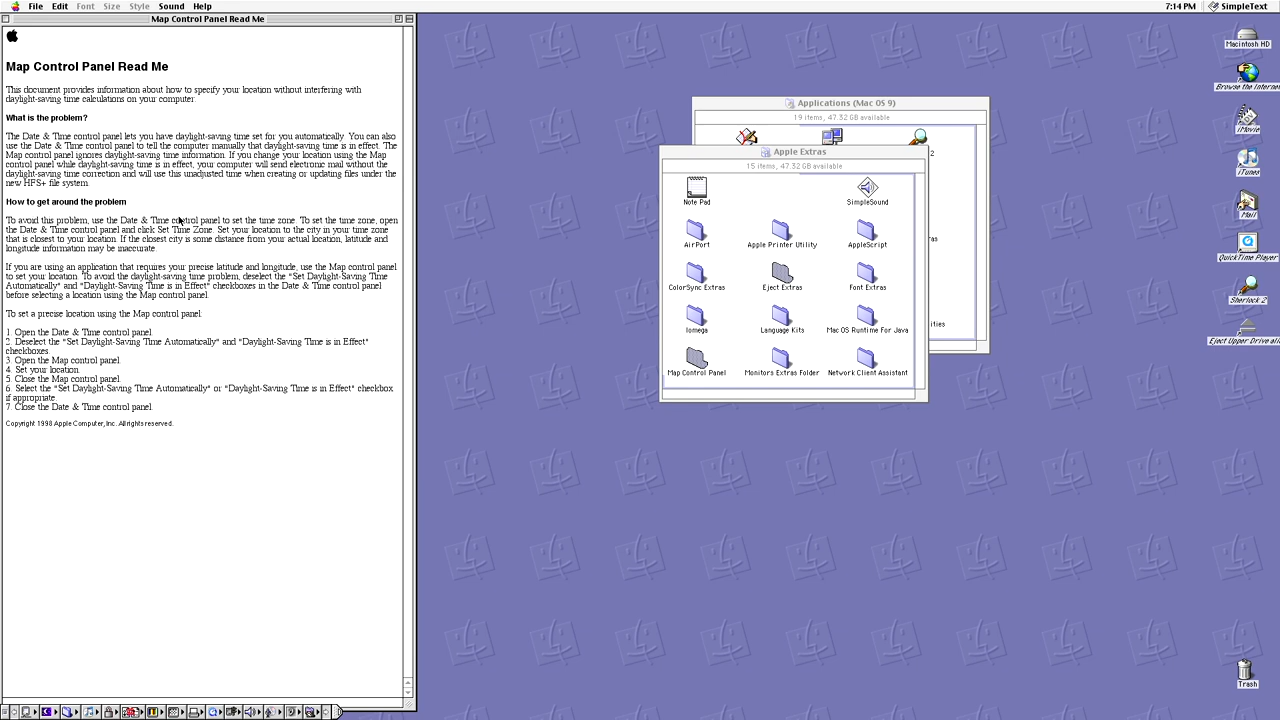 File Edit Font Size Style Sound Help
7:14 PM SimpleText
Map Control Panel Read Me
Map Control Panel Read Me
This document provides information about how to specify your location without interfering with
daylight-saving time calculations on your computer.
What is the problem?
The Date & Time control panel lets you have daylight-saving time set for you automatically. You can also
use the Date & Time control panel to tell the computer manually that daylight-saving time is in effect. The
Map control panel ignores daylight-saving time information. If you change your location using the Map
control panel while daylight-saving time is in effect, your computer will send electronic mail without the
daylight-saving time correction and will use this unadjusted time when creating or updating files under the
new HFS+ file system.
How to get around the problem
To avoid this problem, use the Date & Time control panel to set the time zone. To set the time zone, open
the Date & Time control panel and click Set Time Zone. Set your location to the city in your time zone
that is closest to your location. If the closest city is some distance from your actual location, latitude and
longitude information may be inaccurate.
If you are using an application that requires your precise latitude and longitude, use the Map control panel
to set your location. To avoid the daylight-saving time problem, deselect the "Set Daylight-Saving Time
Automatically" and "Daylight-Saving Time is in Effect" checkboxes in the Date & Time control panel
before selecting a location using the Map control panel.
To set a precise location using the Map control panel:
1. Open the Date & Time control panel.
2. Deselect the "Set Daylight-Saving Time Automatically" and "Daylight-Saving Time is in Effect"
checkboxes.
3. Open the Map control panel.
4. Set your location.
5. Close the Map control panel.
6. Select the "Set Daylight-Saving Time Automatically" or "Daylight-Saving Time is in Effect" checkbox
if appropriate.
7. Close the Date & Time control panel.
Copyright 1998 Apple Computer, Inc. All rights reserved.
Applications (Mac OS 9)
19 items, 47.32 GB available
2
ras
ities
Apple Extras
15 items, 47.32 GB available
Note Pad
SimpleSound
AirPort
Apple Printer Utility
AppleScript
ColorSync Extras
Eject Extras
Font Extras
Iomega
Language Kits
Mac OS Runtime For Java
Map Control Panel
Monitors Extras Folder
Network Client Assistant
Macintosh HD
Browse the Interne
iMovie
iTunes
Mail
QuickTime Player
Sherlock 2
Eject Upper Drive al
Trash